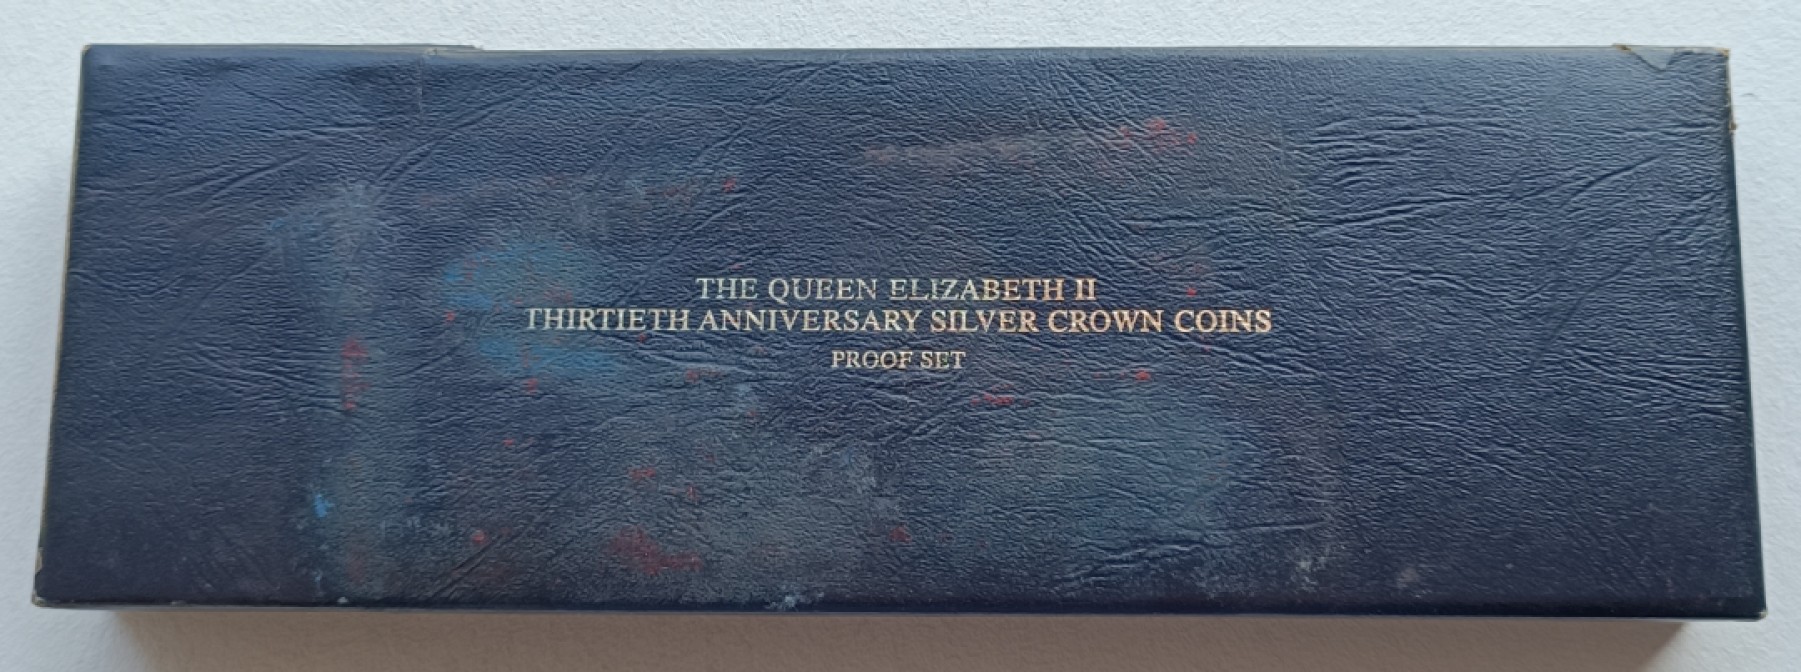 THE QUEEN ELIZABETH II
THIRTIETH ANNIVERSARY SILVER CROWN COINS
PROOF SET